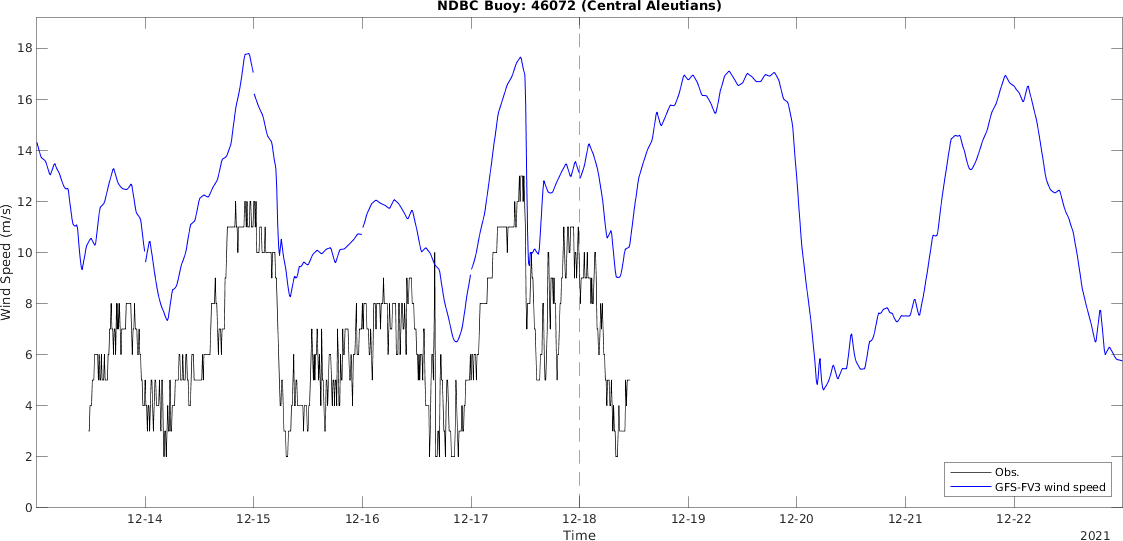 NDBC Buoy: 46072 (Central Aleutians)
18
16
14
12
10
8
6
4
2
0
Wind Speed (m/s)
12-14 12-15 12-16 12-17 12-18 12-19 12-20 12-21 12-22
Time
2021
Obs.
GFS-FV3 wind speed